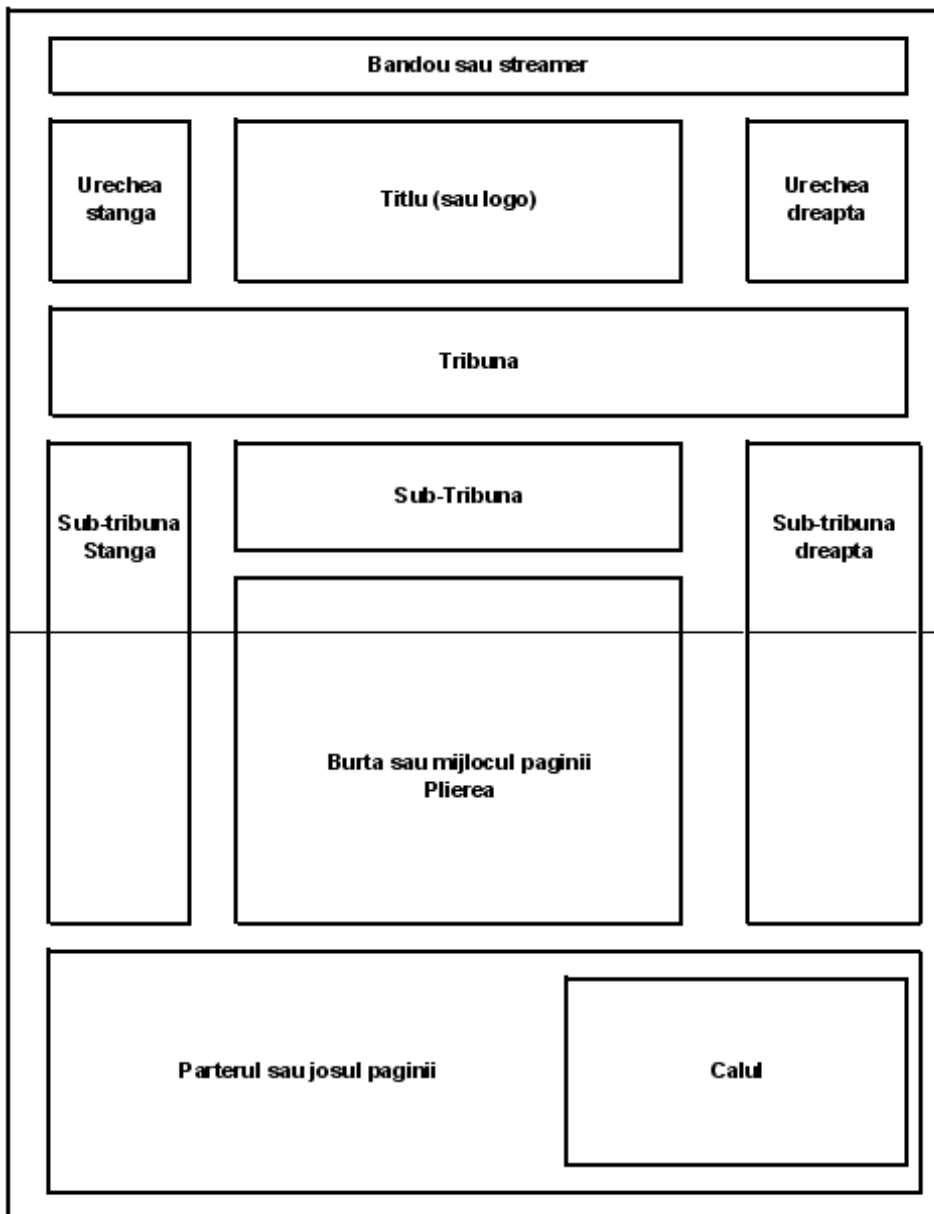 Bandou sau streamer
Urechea
stanga
Titlu (sau logo)
Urechea
dreapta
Tribuna
Sub-tribuna
Stanga
Sub-Tribuna
Sub-tribuna
dreapta
Burta sau mijlocul paginii
Plierea
Parterul sau josul paginii
Calul